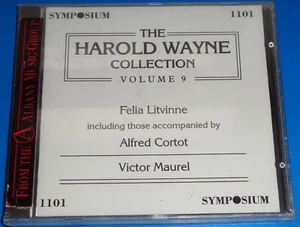 SYMPOSIUM 1101
THE
HAROLD WAYNE
COLLECTION
VOLUME 9
Felia Litvinne
including those accompanied by
Alfred Cortot
Victor Maurel
1101 SYMPOSIUM
FROM THE A ALBANY MUSIC GROUP